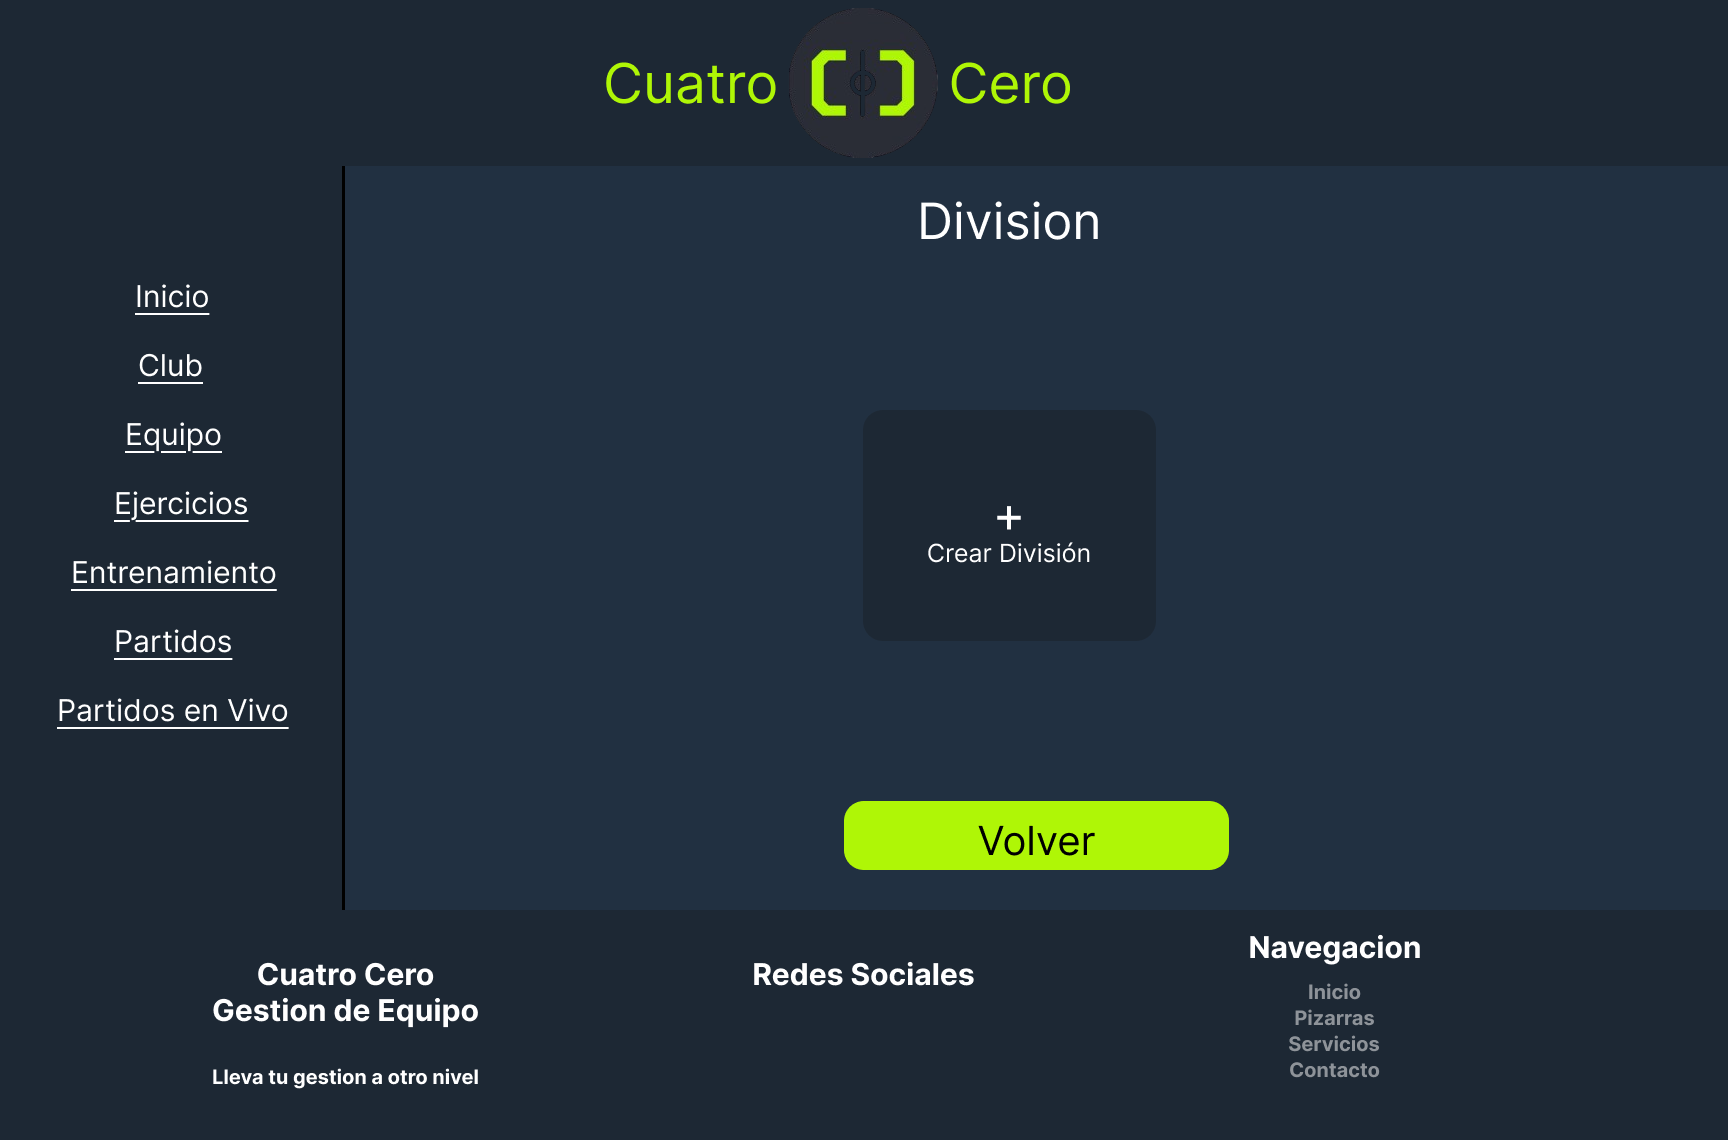 Cuatro Cero
Division
Inicio
Club
Equipo
Ejercicios
Entrenamiento
Partidos
Partidos en Vivo
+
Crear División
Volver
Cuatro Cero
Gestion de Equipo
Lleva tu gestion a otro nivel
Redes Sociales
Navegacion
Inicio
Pizarras
Servicios
Contacto